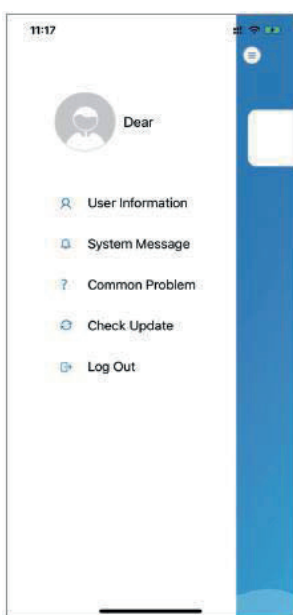 11:17
Dear
User Information
System Message
? Common Problem
Check Update
Log Out